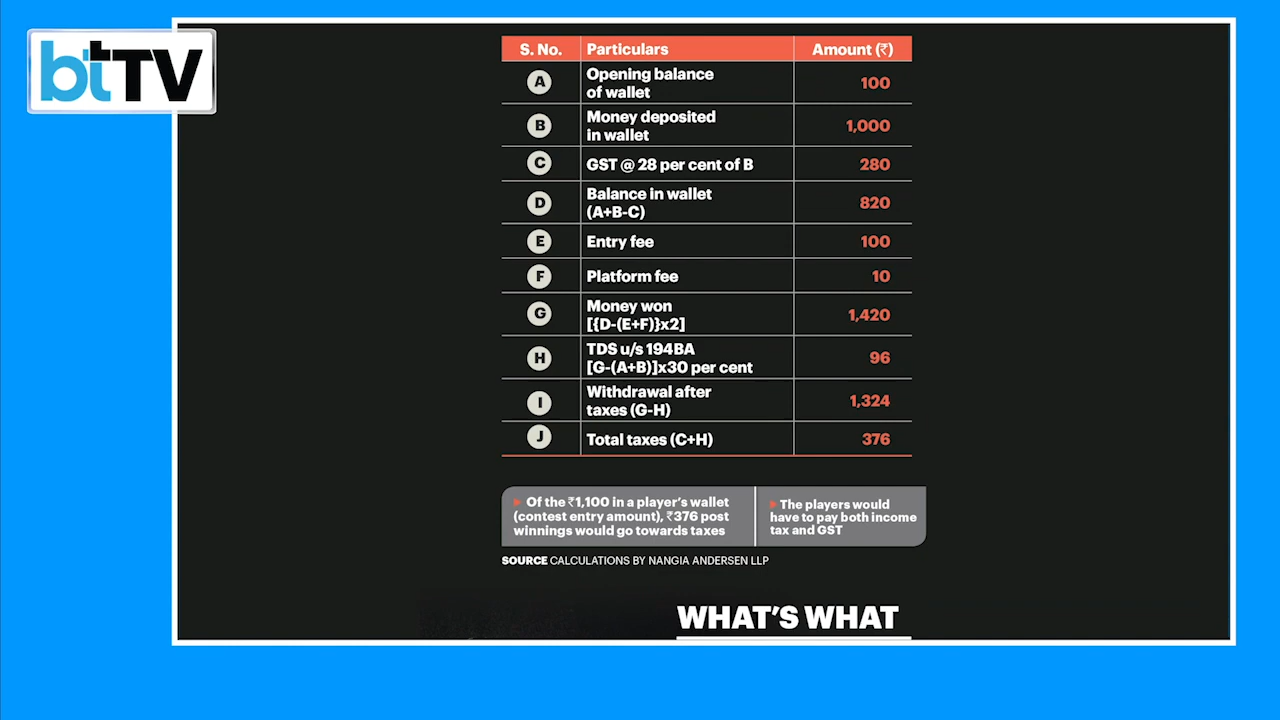 btTV
S. No. Particulars Amount (₹)
A Opening balance 100
of wallet
B Money deposited 1,000
in wallet
C GST @ 28 per cent of B 280
D Balance in wallet 820
(A+B-C)
E Entry fee 100
F Platform fee 10
G Money won 1,420
[{D-(E+F)}x2]
H TDS u/s 194BA 96
[G-(A+B)]x30 per cent
I Withdrawal after 1,324
taxes (G-H)
J Total taxes (C+H) 376
Of the ₹1,100 in a player's wallet
(contest entry amount), ₹376 post
winnings would go towards taxes
The players would
have to pay both income
tax and GST
SOURCE CALCULATIONS BY NANGIA ANDERSEN LLP
WHAT'S WHAT